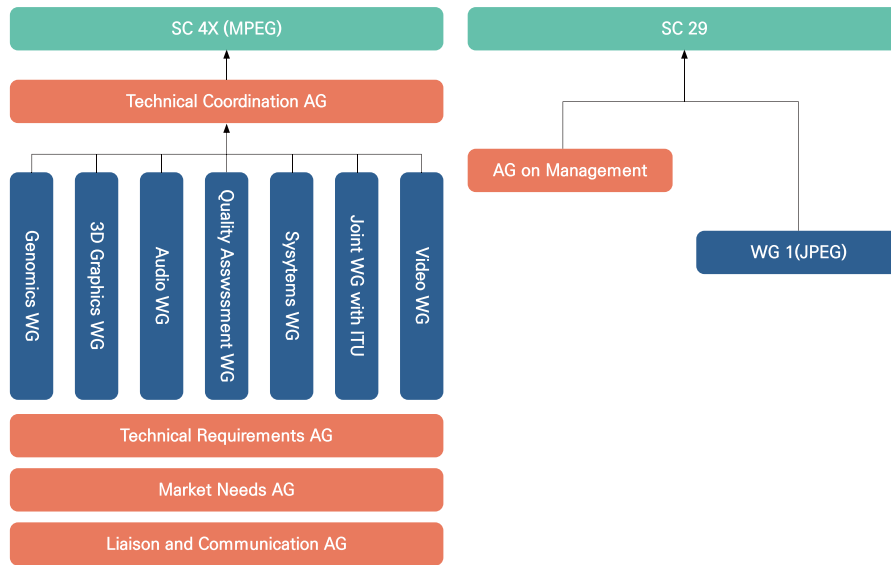 SC 4X (MPEG)
SC 29
Technical Coordination AG
AG on Management
Genomics WG
3D Graphics WG
Audio WG
Quality Asswssment WG
Sysytems WG
Joint WG with ITU
Video WG
WG 1(JPEG)
Technical Requirements AG
Market Needs AG
Liaison and Communication AG